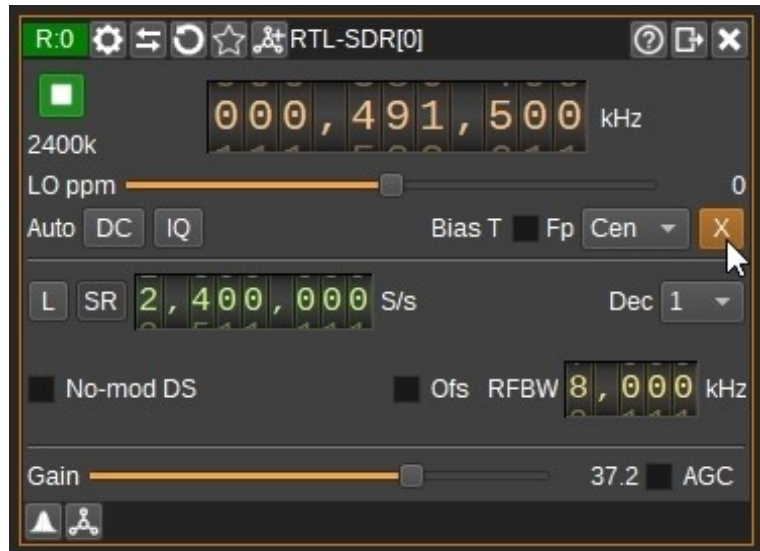 R:0 RTL-SDR[0]
000,491,500 kHz
2400k
LO ppm 0
Auto DC IQ Bias T Fp Cen X
L SR 2,400,000 S/s Dec 1
No-mod DS Ofs RFBW 8,000 kHz
Gain 37.2 AGC